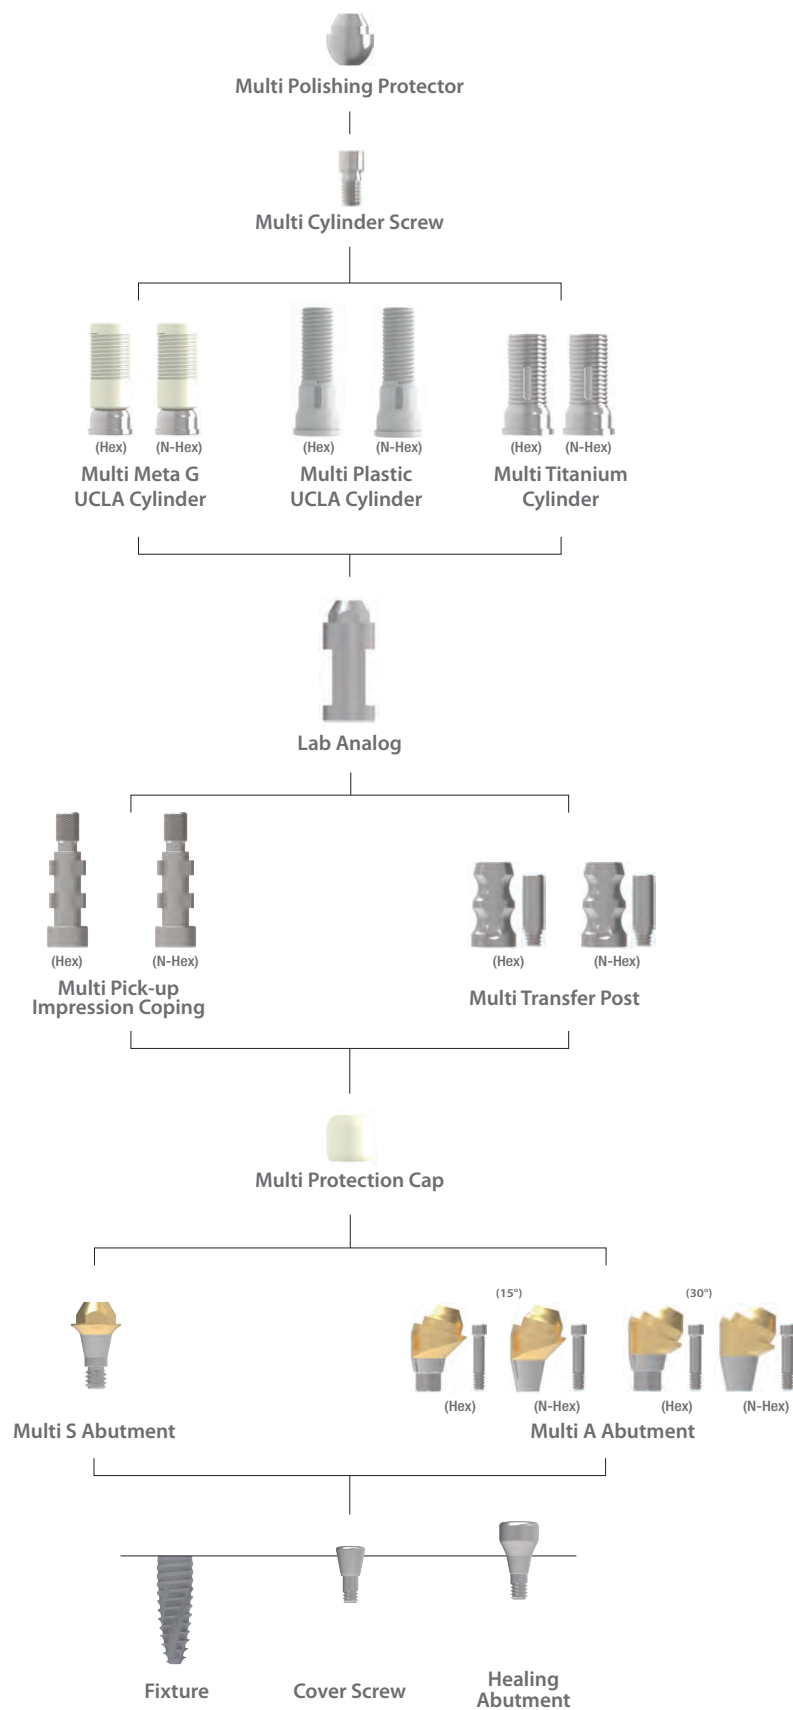 Multi Polishing Protector
Multi Cylinder Screw
(Hex) (N-Hex)
Multi Meta G
UCLA Cylinder
(Hex) (N-Hex)
Multi Plastic
UCLA Cylinder
(Hex) (N-Hex)
Multi Titanium
Cylinder
Lab Analog
(Hex) (N-Hex)
Multi Pick-up
Impression Coping
(Hex) (N-Hex)
Multi Transfer Post
Multi Protection Cap
Multi S Abutment
(15°) (30°)
(Hex) (N-Hex) (Hex) (N-Hex)
Multi A Abutment
Fixture
Cover Screw
Healing
Abutment